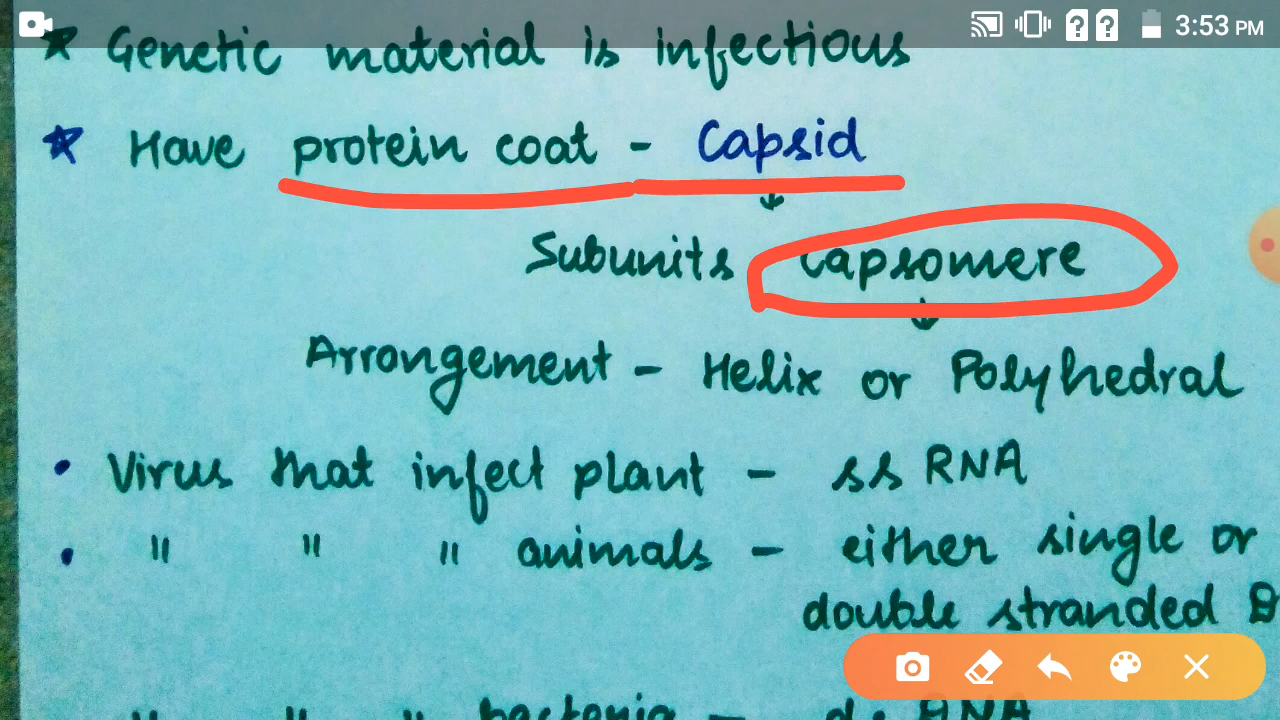 3:53 PM
Genetic material is infectious
Have protein coat - Capsid
Subunits Capsomere
Arrangement - Helix or Polyhedral
Virus that infect plant - ss RNA
" " " animals - either single or
double stranded
" " " bacteria -